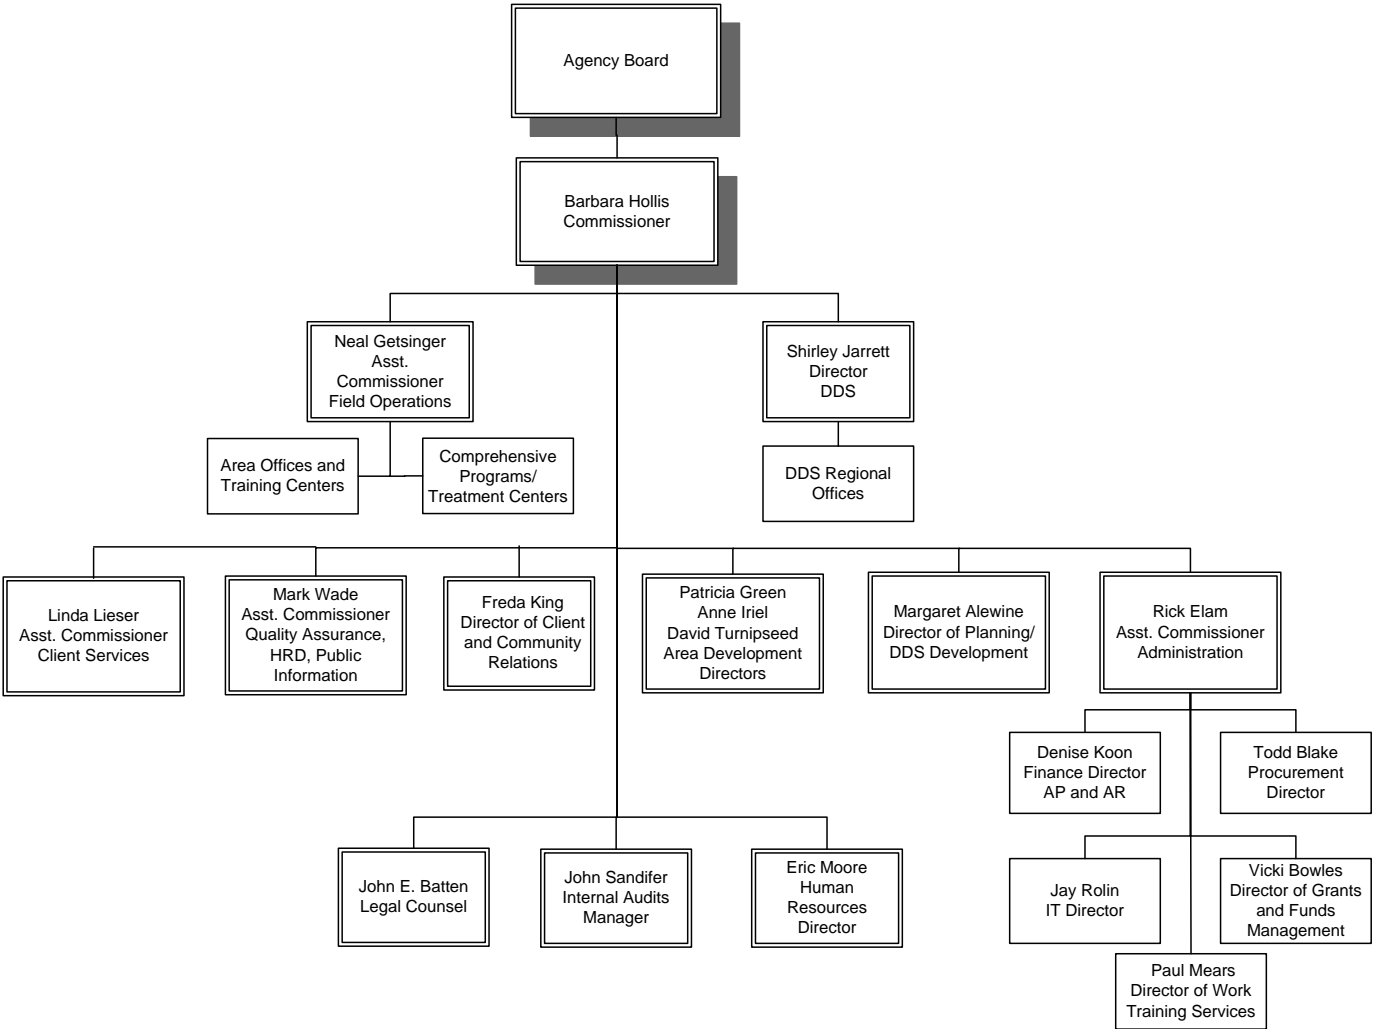 Agency Board
Barbara Hollis
Commissioner
Neal Getsinger
Asst.
Commissioner
Field Operations
Shirley Jarrett
Director
DDS
Area Offices and
Training Centers
Comprehensive
Programs/
Treatment Centers
DDS Regional
Offices
Linda Lieser
Asst. Commissioner
Client Services
Mark Wade
Asst. Commissioner
Quality Assurance,
HRD, Public
Information
Freda King
Director of Client
and Community
Relations
Patricia Green
Anne Iriel
David Turnipseed
Area Development
Directors
Margaret Alewine
Director of Planning/
DDS Development
Rick Elam
Asst. Commissioner
Administration
Denise Koon
Finance Director
AP and AR
Todd Blake
Procurement
Director
John E. Batten
Legal Counsel
John Sandifer
Internal Audits
Manager
Eric Moore
Human
Resources
Director
Jay Rolin
IT Director
Vicki Bowles
Director of Grants
and Funds
Management
Paul Mears
Director of Work
Training Services